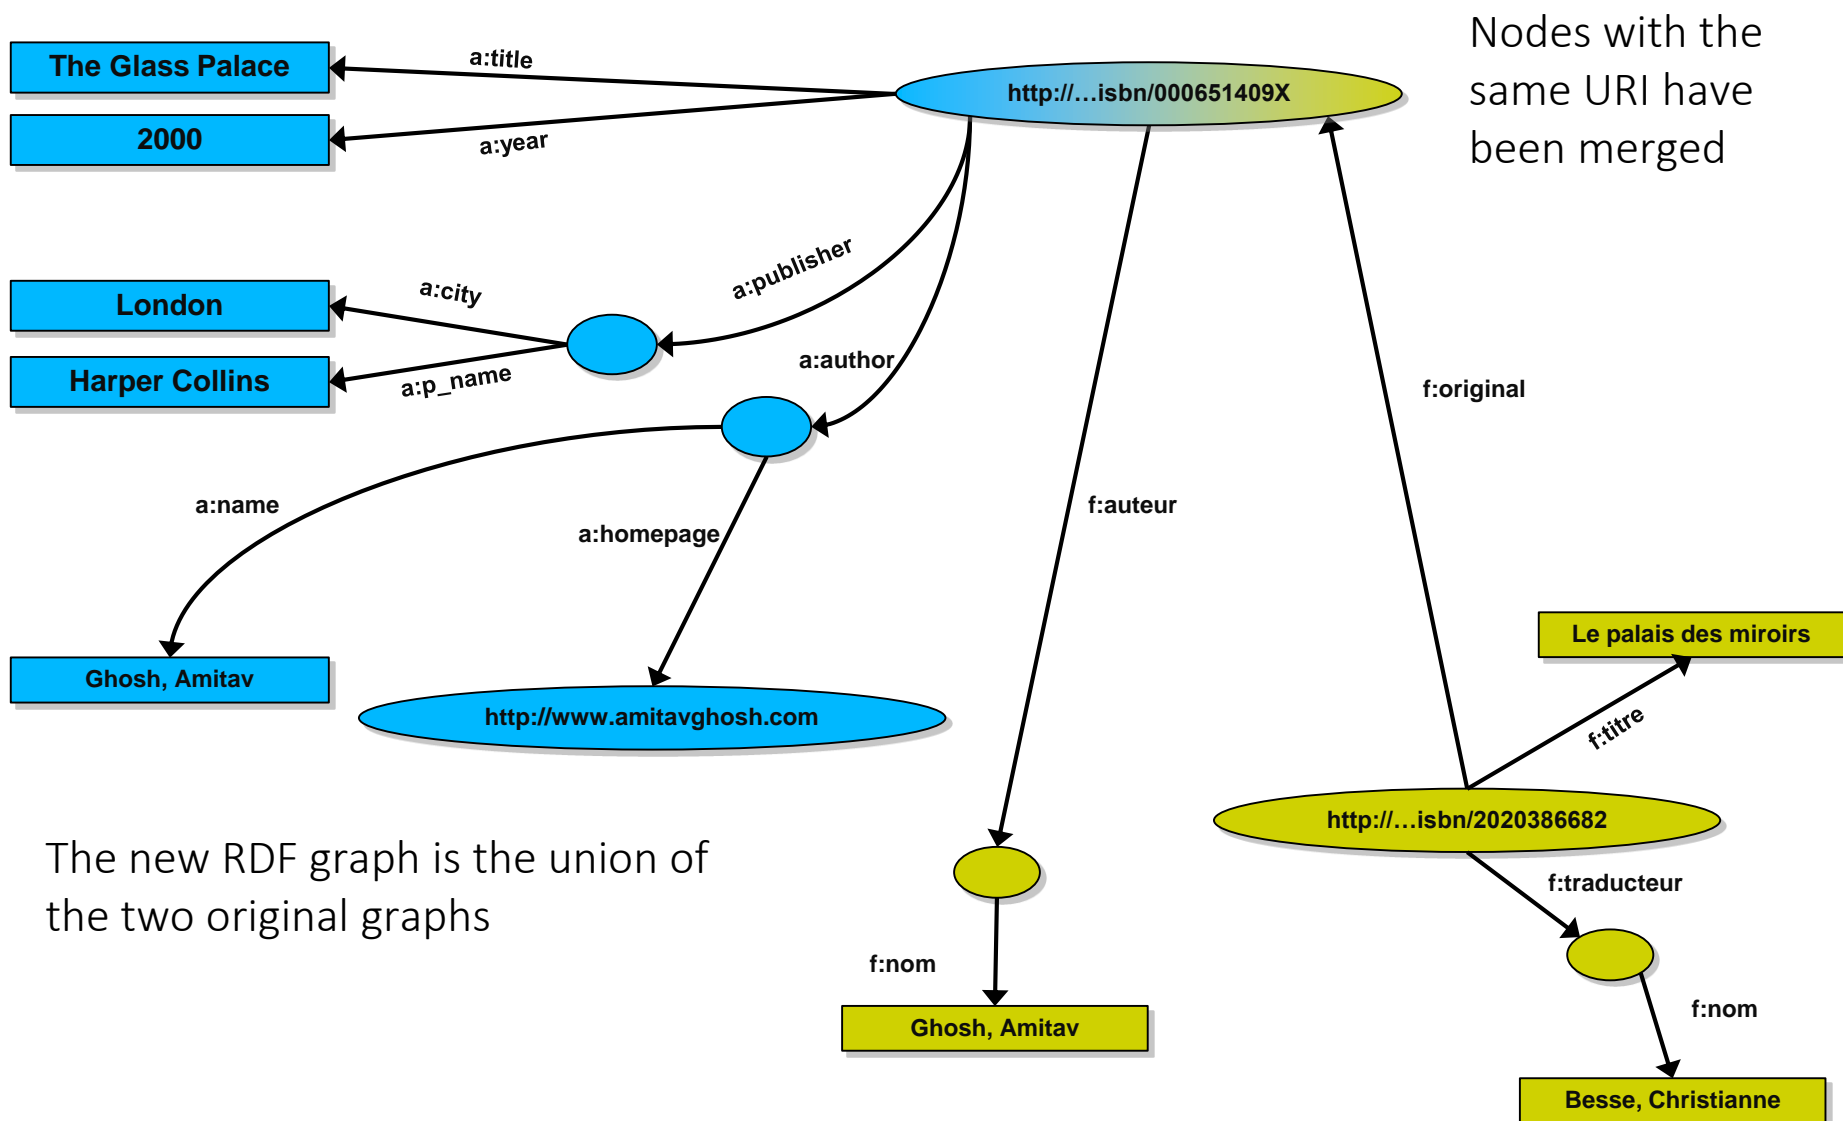 Nodes with the
same URI have
been merged
The Glass Palace
a:title
http://...isbn/000651409X
2000
a:year
a:publisher
London
a:city
a:author
Harper Collins
a:p_name
f:original
a:name
f:auteur
a:homepage
Le palais des miroirs
Ghosh, Amitav
http://www.amitavghosh.com
f:titre
http://...isbn/2020386682
The new RDF graph is the union of
the two original graphs
f:traducteur
f:nom
f:nom
Ghosh, Amitav
Besse, Christianne